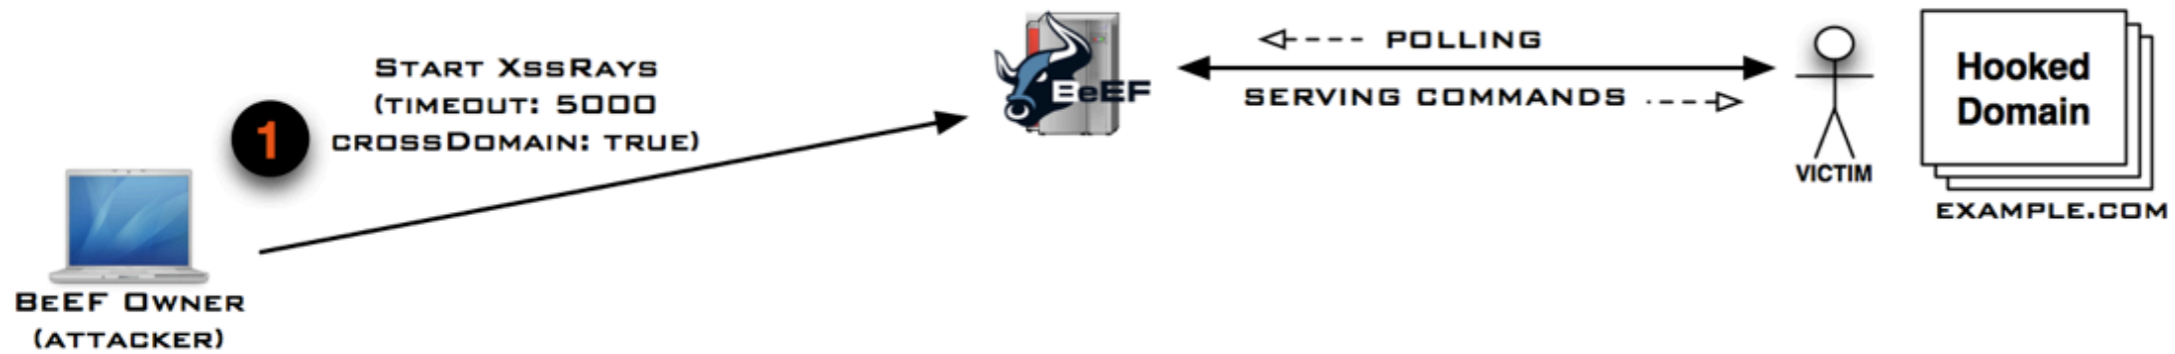 START XSSRAYS
(TIMEOUT: 5000
CROSSDOMAIN: TRUE)
1
BEEF OWNER
(ATTACKER)
BeEF
POLLING
SERVING COMMANDS
VICTIM
Hooked
Domain
EXAMPLE.COM